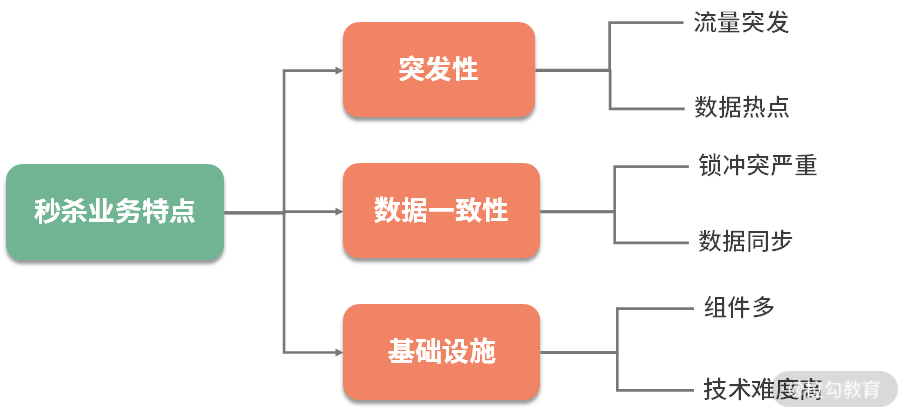 秒杀业务特点
突发性
流量突发
数据热点
数据一致性
锁冲突严重
数据同步
基础设施
组件多
技术难度高
拉勾教育